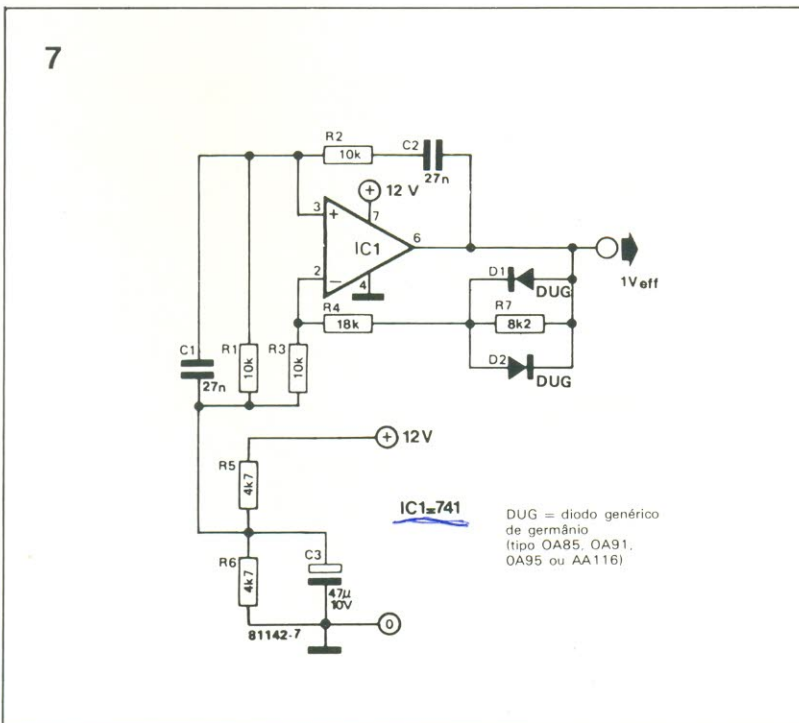 7
R2
10k
C2
27n
+ 12 V
3
+
7
IC1
6
2
−
4
1Veff
D1
DUG
R4
18k
R7
8k2
D2
DUG
C1
27n
R1
10k
R3
10k
+ 12V
R5
4k7
IC1=741
DUG = diodo genérico
de germânio
(tipo OA85, OA91,
OA95 ou AA116)
R6
4k7
C3
47µ
10V
81142-7
0